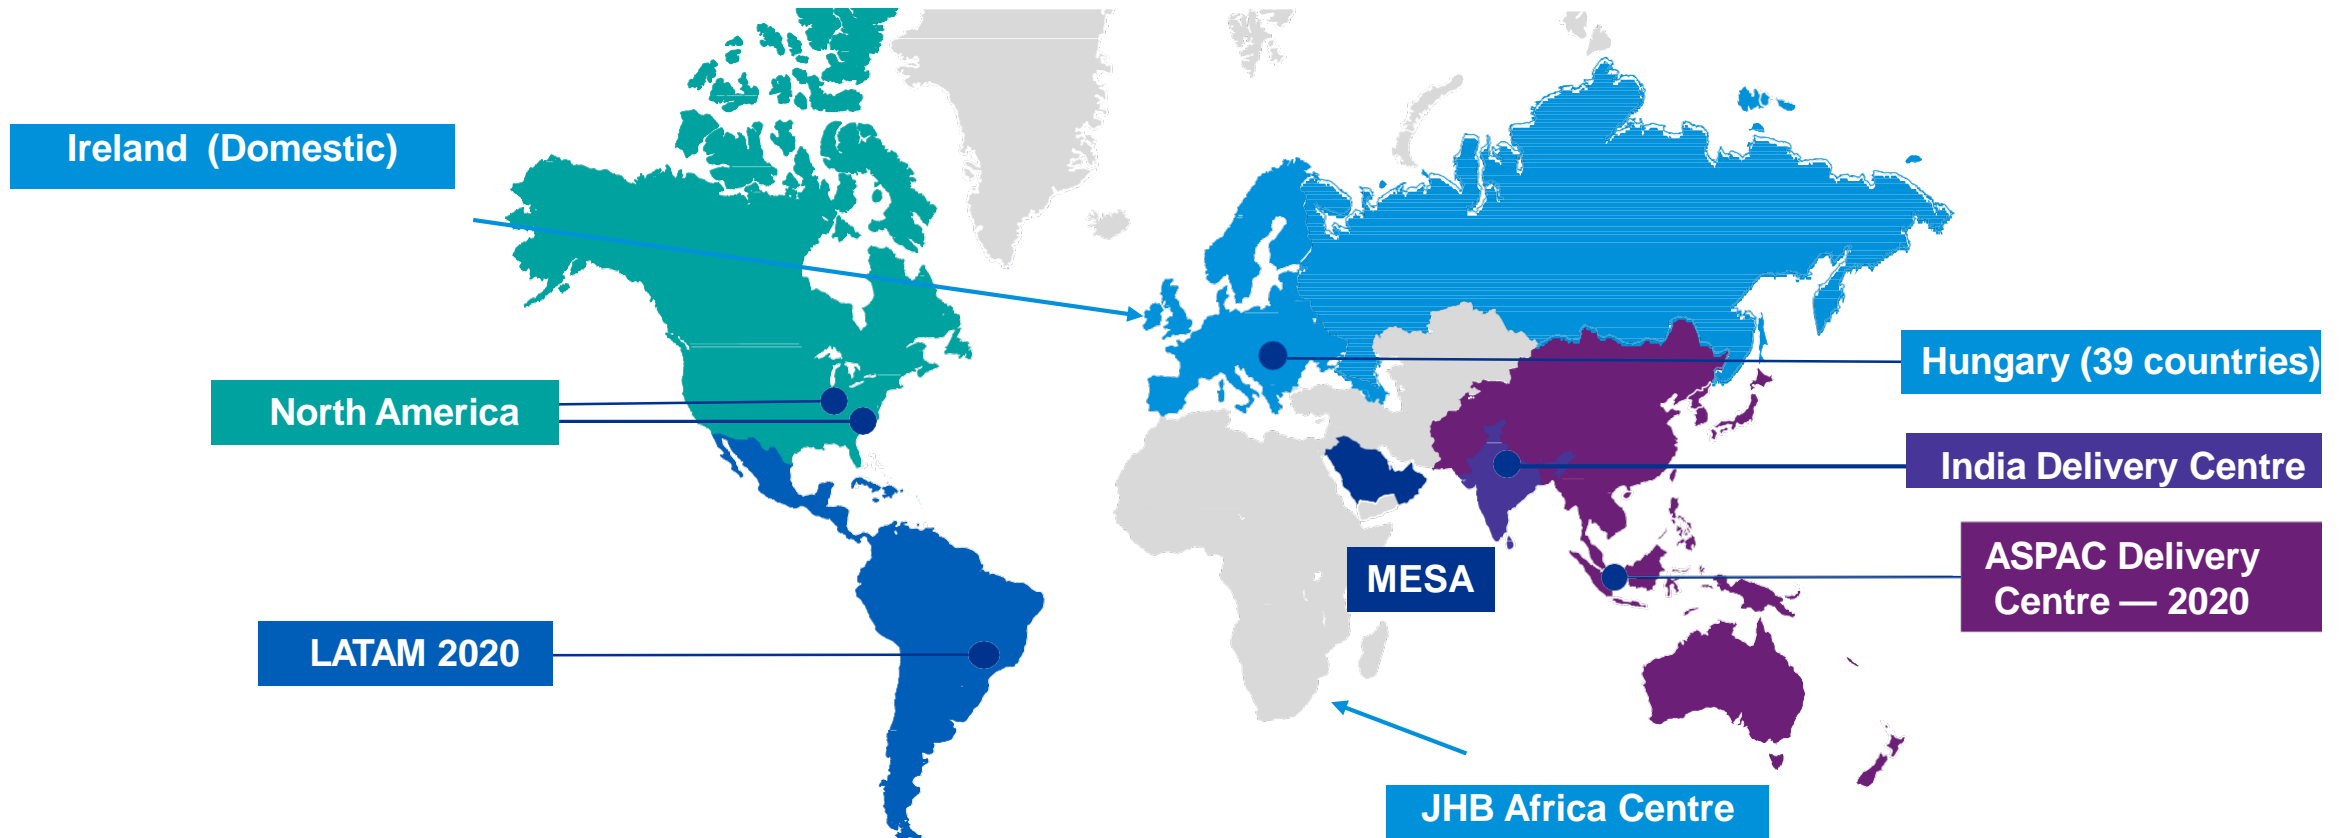 Ireland (Domestic)
Hungary (39 countries)
North America
India Delivery Centre
ASPAC Delivery
Centre — 2020
MESA
LATAM 2020
JHB Africa Centre